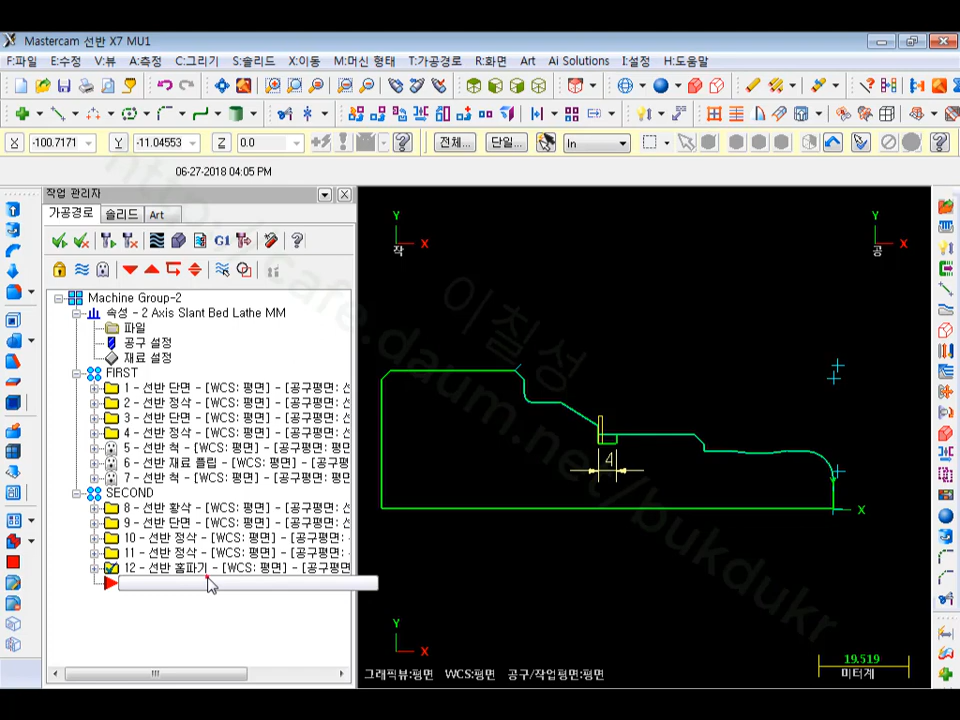 Mastercam 선반 X7 MU1
F:파일 E:수정 V:뷰 A:측정 C:그리기 S:솔리드 X:이동 M:머신 형태 T:가공경로 R:화면 Art Ai Solutions I:설정 H:도움말
X -100.7171 Y -11.04553 Z 0.0 전체... 단일... In
06-27-2018 04:05 PM
작업 관리자
가공경로 솔리드 Art
G1
Machine Group-2
속성 - 2 Axis Slant Bed Lathe MM
파일
공구 설정
재료 설정
FIRST
1 - 선반 단면 - [WCS: 평면] - [공구평면: 선
2 - 선반 정삭 - [WCS: 평면] - [공구평면: 선
3 - 선반 단면 - [WCS: 평면] - [공구평면: 선
4 - 선반 정삭 - [WCS: 평면] - [공구평면: 선
5 - 선반 척 - [WCS: 평면] - [공구평면: 선
6 - 선반 재료 플립 - [WCS: 평면] - [공구평
7 - 선반 척 - [WCS: 평면] - [공구평면: 선
SECOND
8 - 선반 황삭 - [WCS: 평면] - [공구평면:
9 - 선반 단면 - [WCS: 평면] - [공구평면:
10 - 선반 정삭 - [WCS: 평면] - [공구평면:
11 - 선반 정삭 - [WCS: 평면] - [공구평면:
12 - 선반 홈파기 - [WCS: 평면] - [공구평면
Y
X
작
Y
X
공
4
X
Y
X
그래픽뷰:평면 WCS:평면 공구/작업평면:평면
19.519
미터계
이칠성
cafe.daum.net/bukdukr